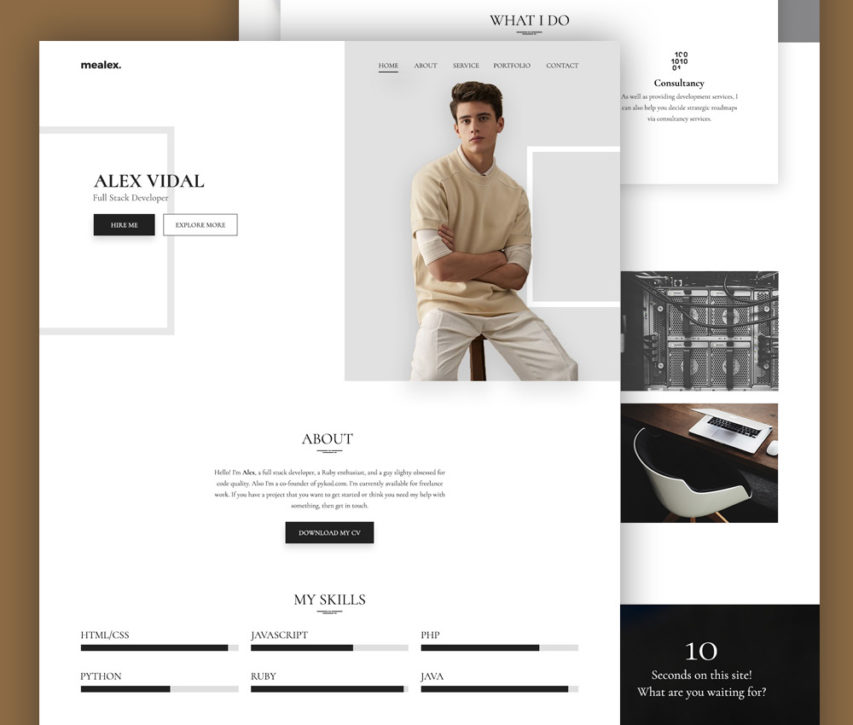 WHAT I DO
Consultancy
As well as providing development services, I
can also help you decide strategic roadmaps
via consultancy services.
mealex.
HOME
ABOUT
SERVICE
PORTFOLIO
CONTACT
ALEX VIDAL
Full Stack Developer
HIRE ME
EXPLORE MORE
ABOUT
Hello! I'm Alex, a full stack developer, a Ruby enthusiast, and a guy slighty obsessed for
code quality. Also I'm a co-founder of pykod.com. I'm currently available for freelance
work. If you have a project that you want to get started or think you need my help with
something, then get in touch.
DOWNLOAD MY CV
MY SKILLS
HTML/CSS
JAVASCRIPT
PHP
PYTHON
RUBY
JAVA
10
Seconds on this site!
What are you waiting for?